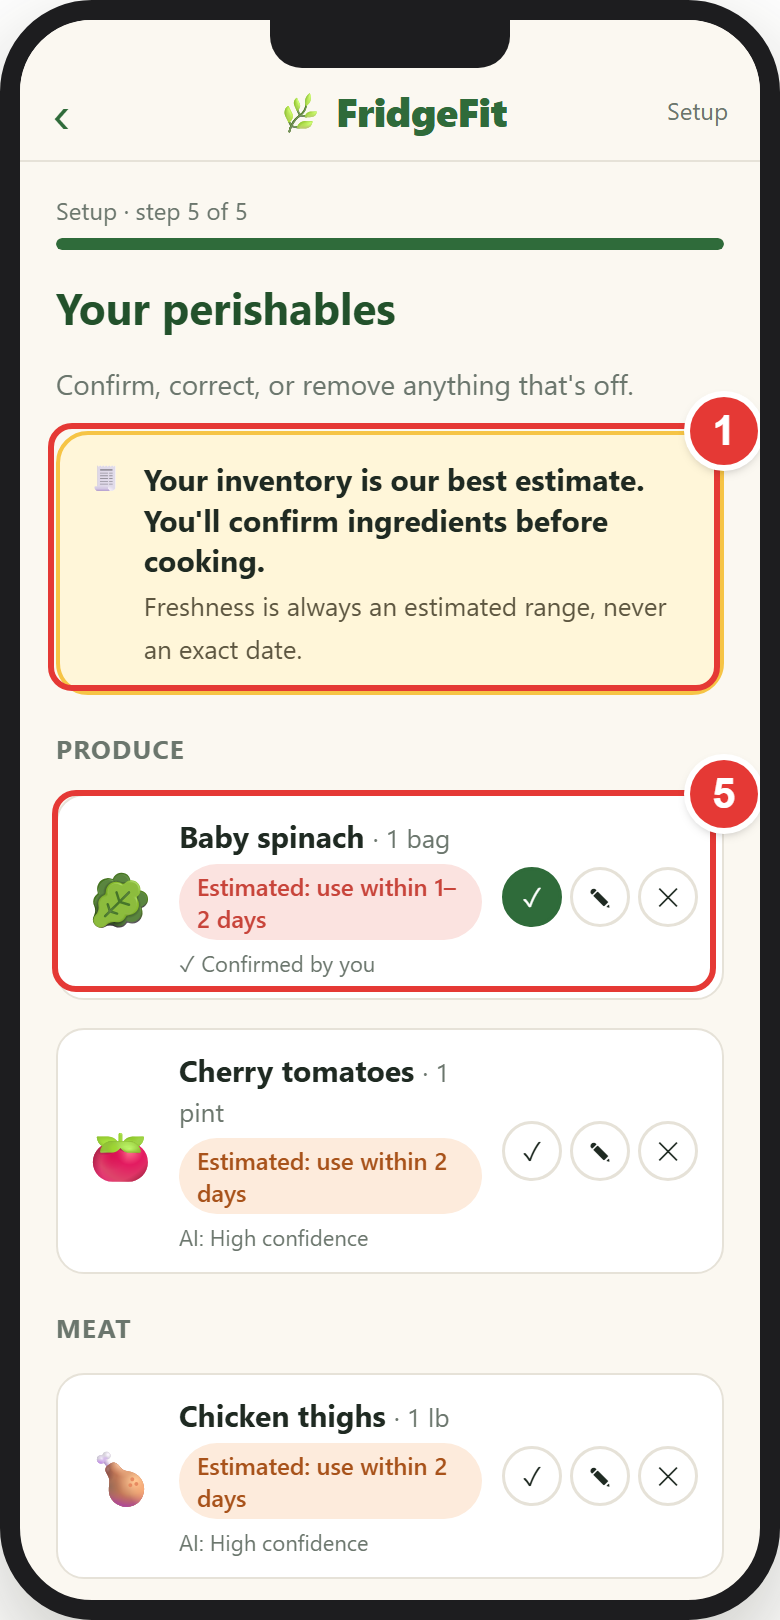 FridgeFit
Setup
Setup · step 5 of 5
Your perishables
Confirm, correct, or remove anything that's off.
1
Your inventory is our best estimate.
You'll confirm ingredients before
cooking.
Freshness is always an estimated range, never
an exact date.
PRODUCE
5
Baby spinach · 1 bag
Estimated: use within 1–
2 days
✓ Confirmed by you
Cherry tomatoes · 1
pint
Estimated: use within 2
days
AI: High confidence
MEAT
Chicken thighs · 1 lb
Estimated: use within 2
days
AI: High confidence